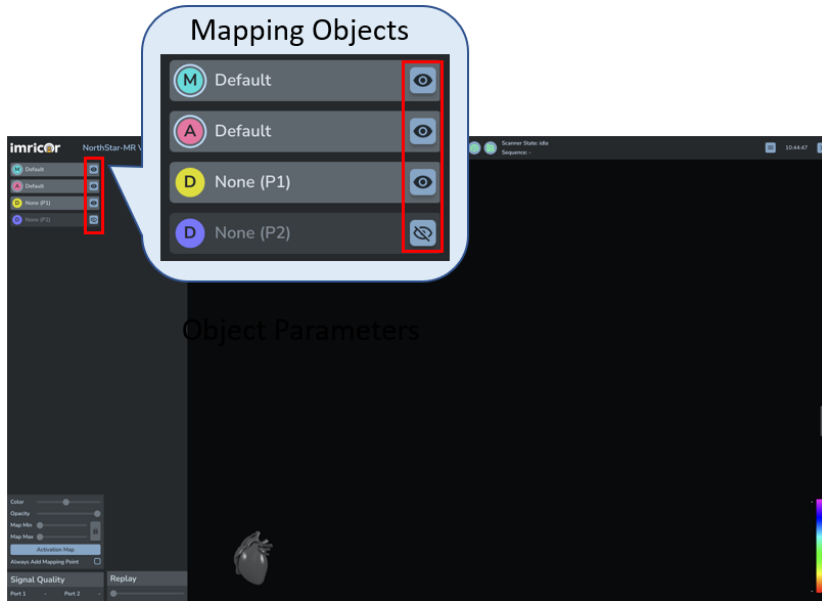 Mapping Objects
M Default
A Default
D None (P1)
D None (P2)
imricor NorthStar-MR
Scanner State: Idle
Sequence: -
10:44:47
M Default
A Default
D None (P1)
D None (P2)
Object Parameters
Color
Opacity
Map Min
Map Max
Activation Map
Always Add Mapping Point
Signal Quality
Replay
Port 1 - Port 2 -